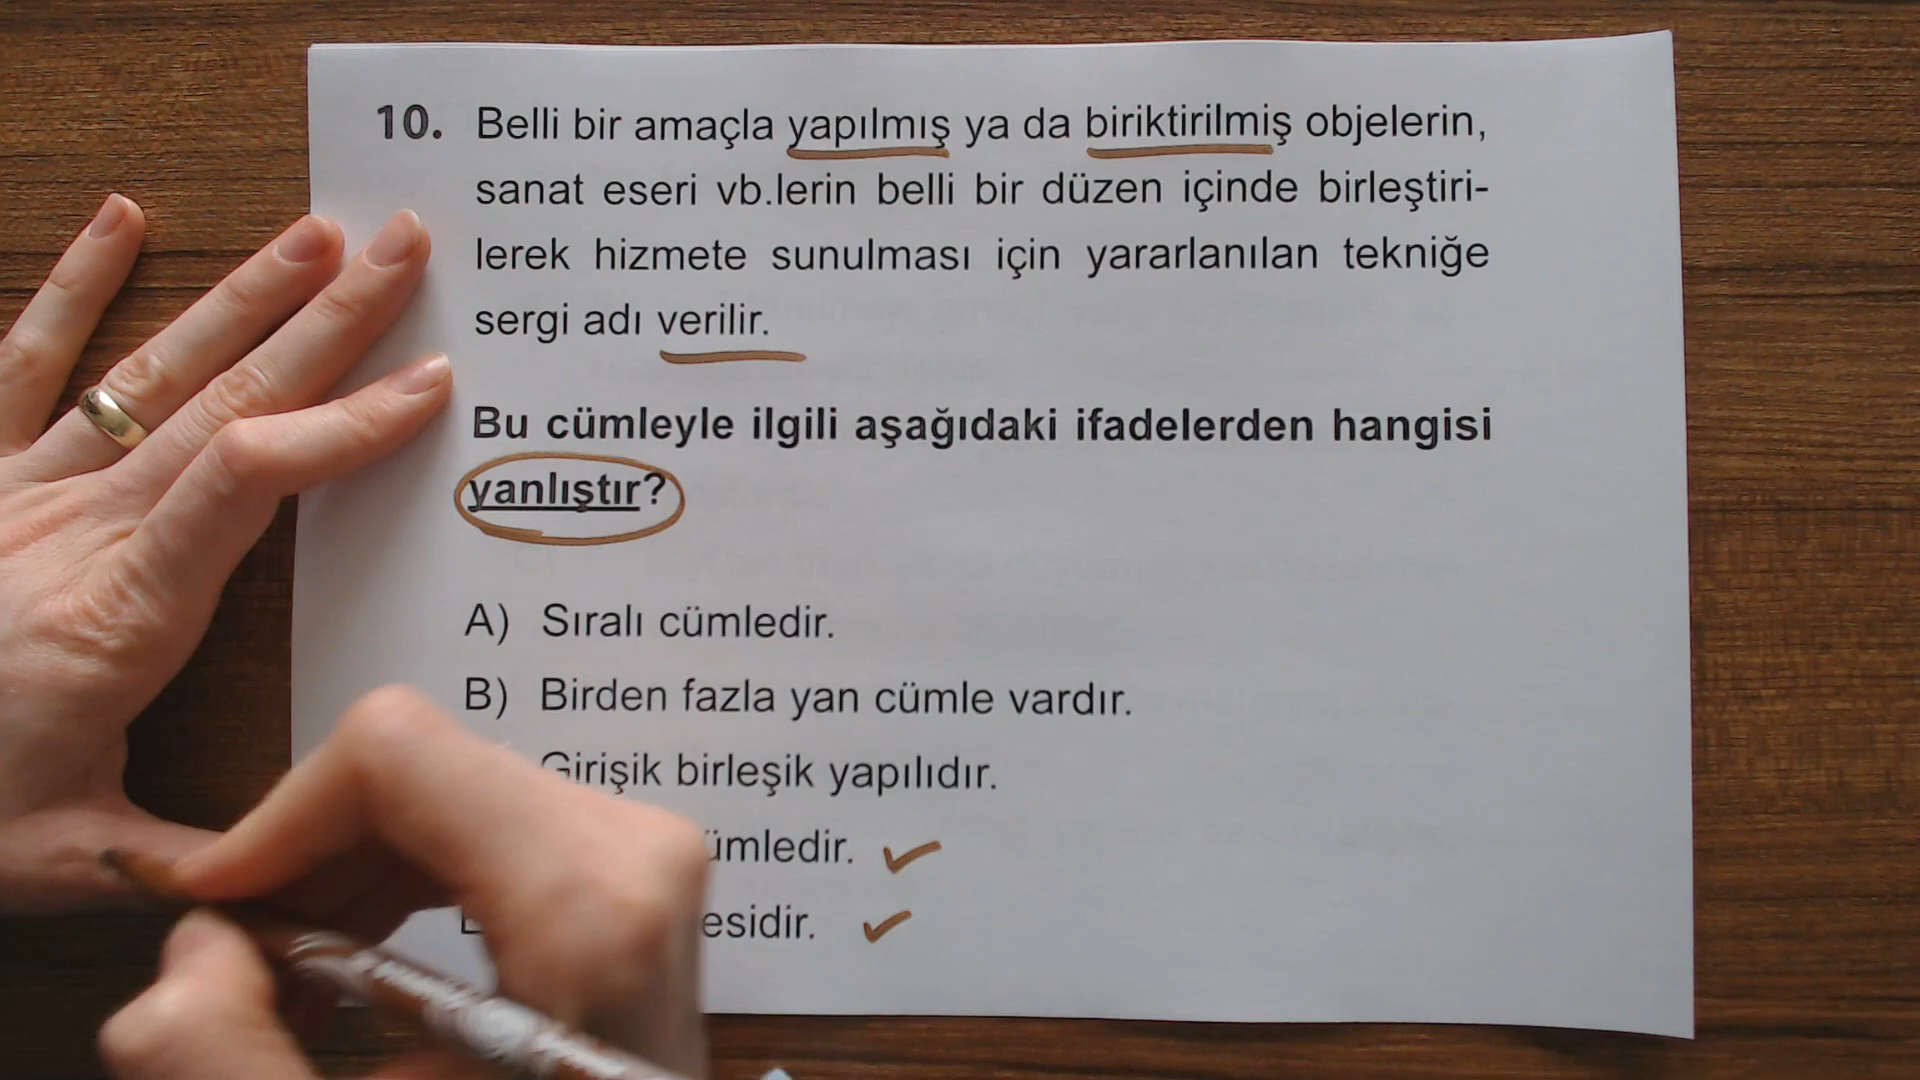 10. Belli bir amaçla yapılmış ya da biriktirilmiş objelerin,
sanat eseri vb.lerin belli bir düzen içinde birleştiri-
lerek hizmete sunulması için yararlanılan tekniğe
sergi adı verilir.
Bu cümleyle ilgili aşağıdaki ifadelerden hangisi
yanlıştır?
A) Sıralı cümledir.
B) Birden fazla yan cümle vardır.
Girişik birleşik yapılıdır.
ümledir.
esidir.